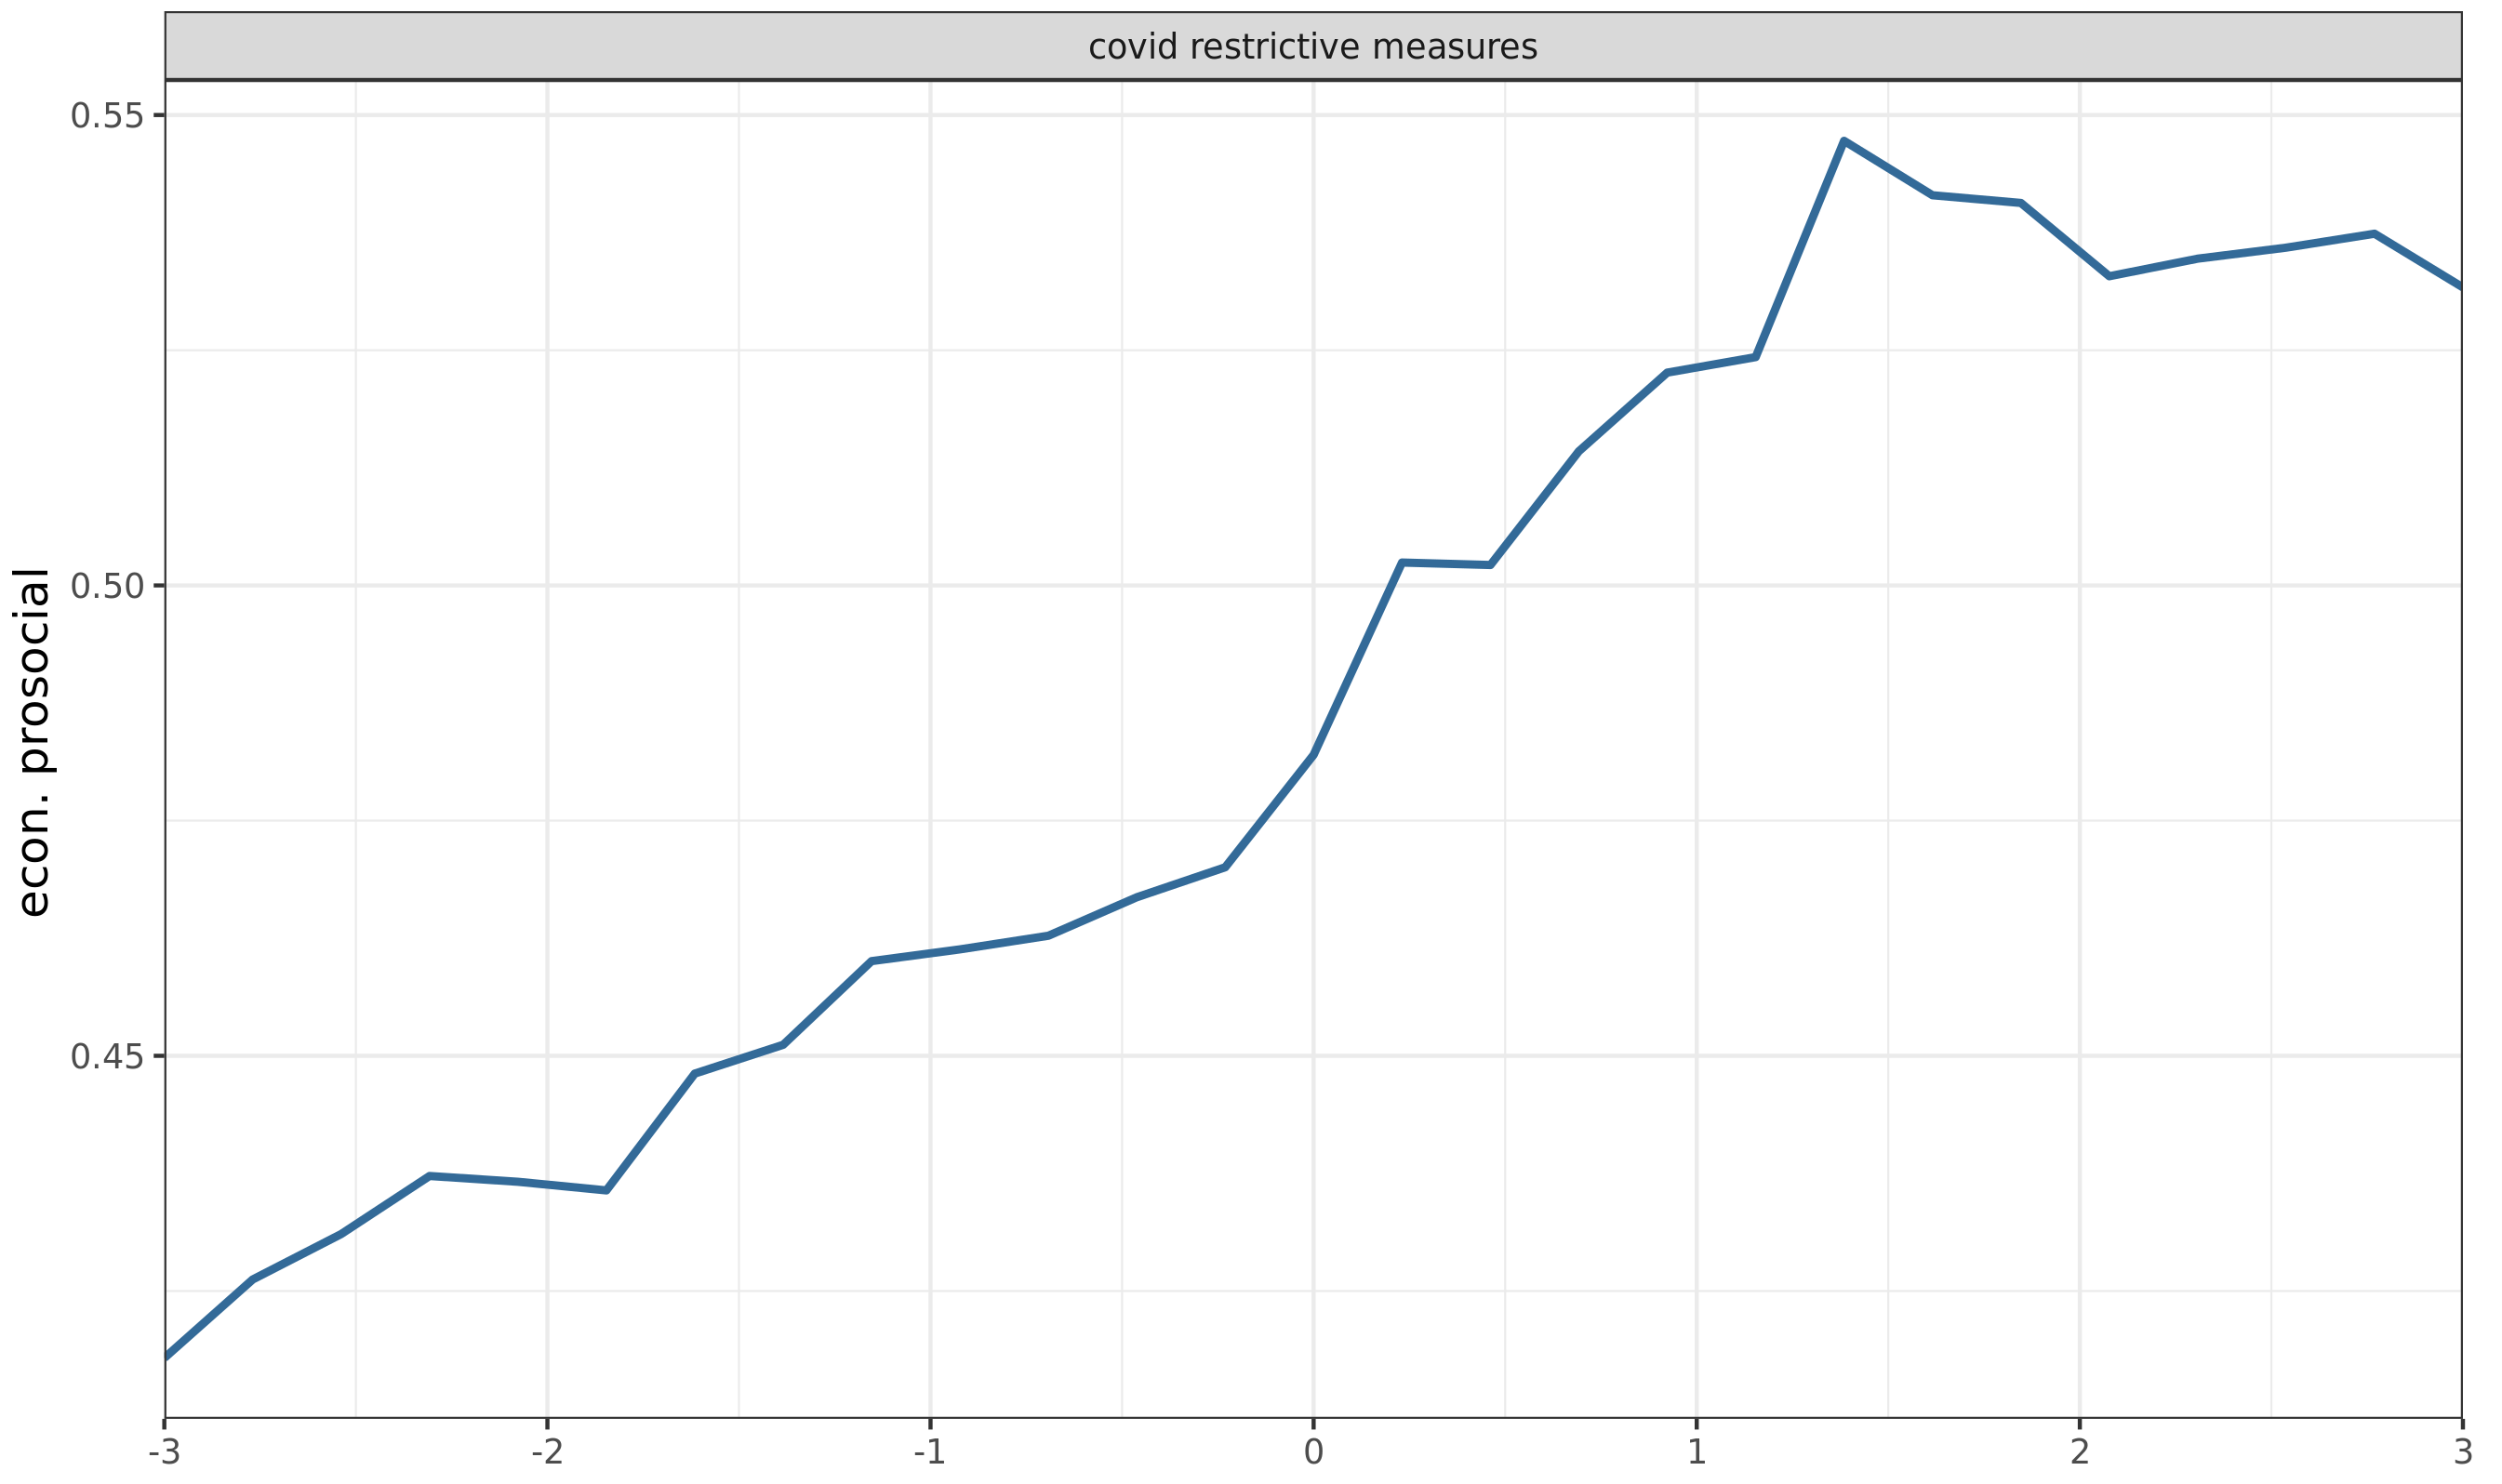 covid restrictive measures
0.55
0.50
0.45
econ. prosocial
-3 -2 -1 0 1 2 3